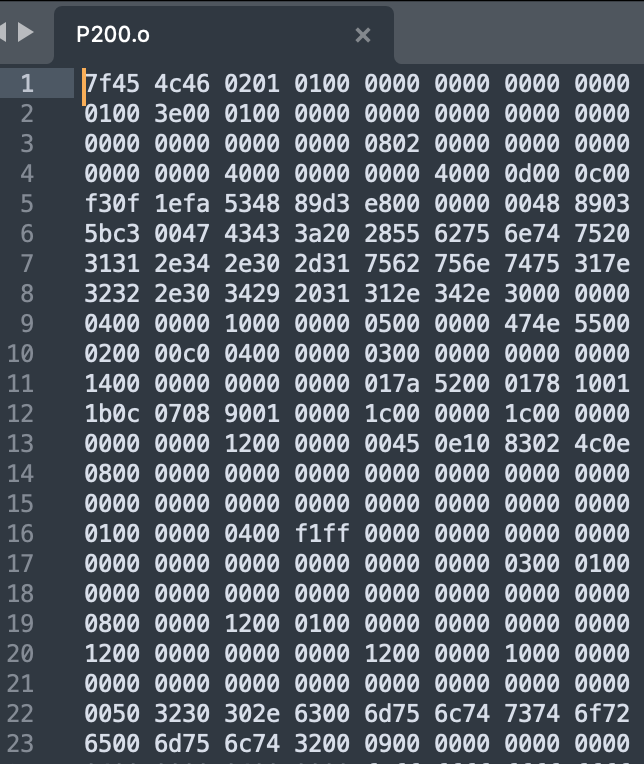 P200.o ×
1 7f45 4c46 0201 0100 0000 0000 0000 0000
2 0100 3e00 0100 0000 0000 0000 0000 0000
3 0000 0000 0000 0000 0802 0000 0000 0000
4 0000 0000 4000 0000 0000 4000 0d00 0c00
5 f30f 1efa 5348 89d3 e800 0000 0048 8903
6 5bc3 0047 4343 3a20 2855 6275 6e74 7520
7 3131 2e34 2e30 2d31 7562 756e 7475 317e
8 3232 2e30 3429 2031 312e 342e 3000 0000
9 0400 0000 1000 0000 0500 0000 474e 5500
10 0200 00c0 0400 0000 0300 0000 0000 0000
11 1400 0000 0000 0000 017a 5200 0178 1001
12 1b0c 0708 9001 0000 1c00 0000 1c00 0000
13 0000 0000 1200 0000 0045 0e10 8302 4c0e
14 0800 0000 0000 0000 0000 0000 0000 0000
15 0000 0000 0000 0000 0000 0000 0000 0000
16 0100 0000 0400 f1ff 0000 0000 0000 0000
17 0000 0000 0000 0000 0000 0000 0300 0100
18 0000 0000 0000 0000 0000 0000 0000 0000
19 0800 0000 1200 0100 0000 0000 0000 0000
20 1200 0000 0000 0000 1200 0000 1000 0000
21 0000 0000 0000 0000 0000 0000 0000 0000
22 0050 3230 302e 6300 6d75 6c74 7374 6f72
23 6500 6d75 6c74 3200 0900 0000 0000 0000